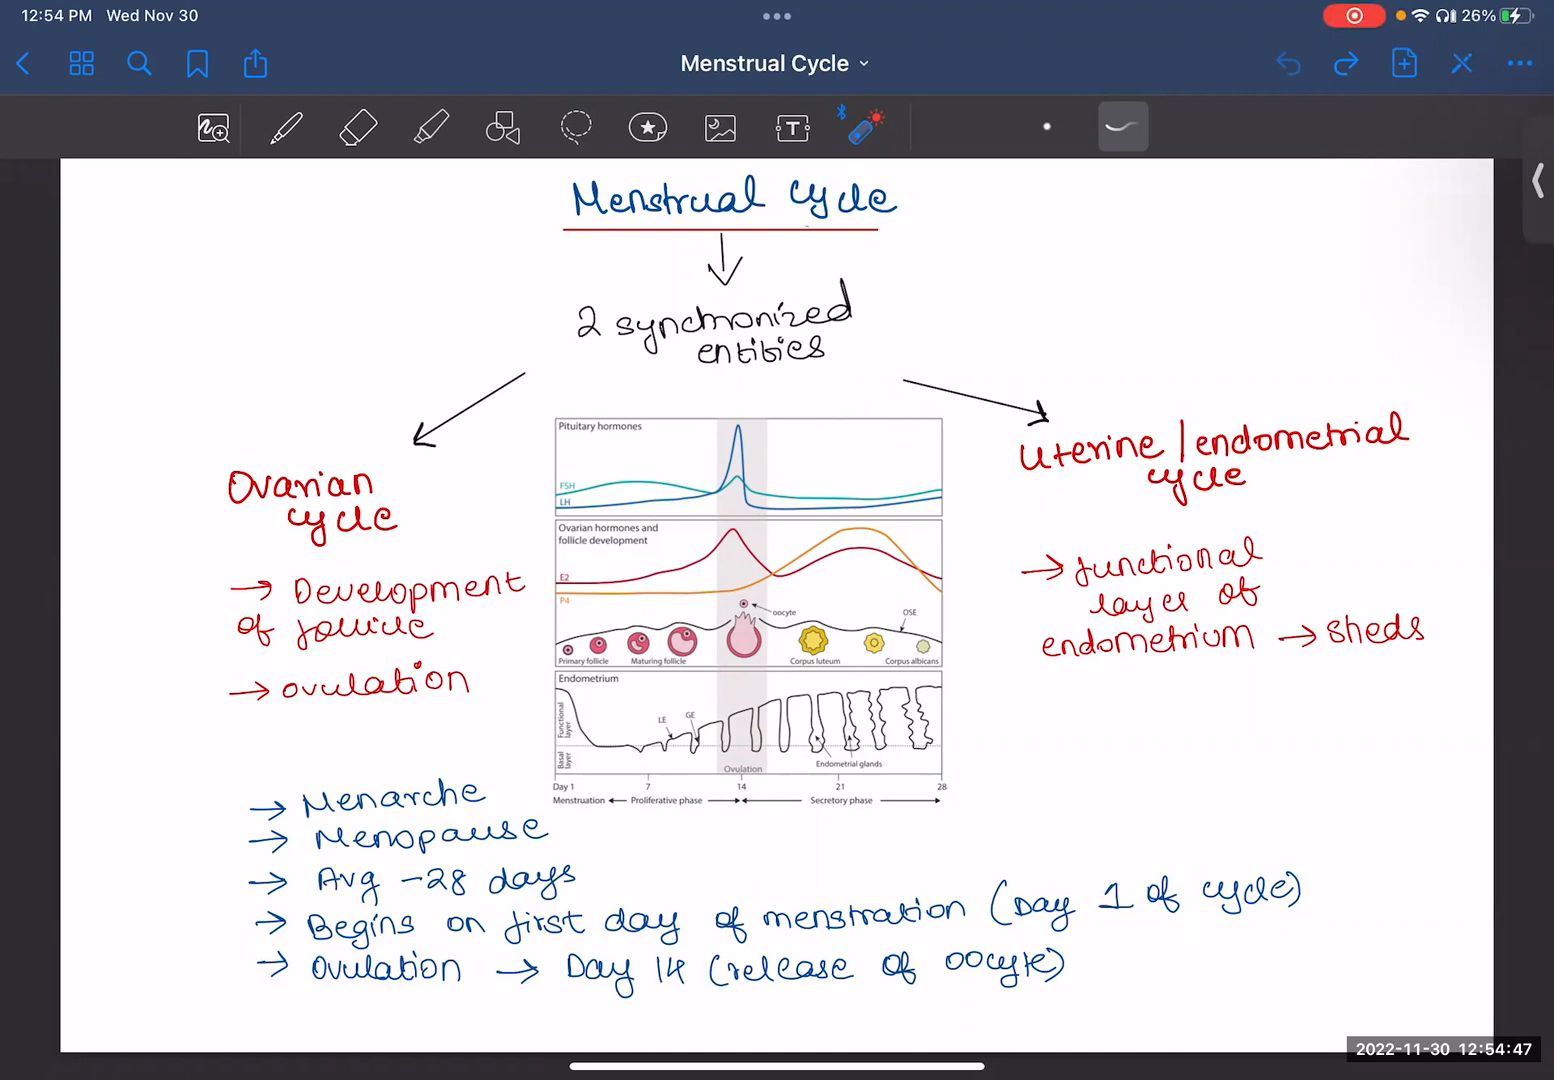 12:54 PM Wed Nov 30
26%
Menstrual Cycle
T
Menstrual cycle
2 synchronized
entities
Ovarian
cycle
→ Development
of follicle
→ ovulation
Uterine / endometrial
cycle
→ functional
layer of
endometrium → sheds
Pituitary hormones
FSH
LH
Ovarian hormones and
follicle development
E2
P4
oocyte
OSE
Primary follicle
Maturing follicle
Corpus luteum
Corpus albicans
Endometrium
Functional
layer
Basal
layer
LE
GE
Endometrial glands
Ovulation
Day 1 7 14 21 28
Menstruation Proliferative phase Secretory phase
→ Menarche
→ Menopause
→ Avg -28 days
→ Begins on first day of menstration (Day 1 of cycle)
→ Ovulation → Day 14 (release of oocyte)
2022-11-30 12:54:47